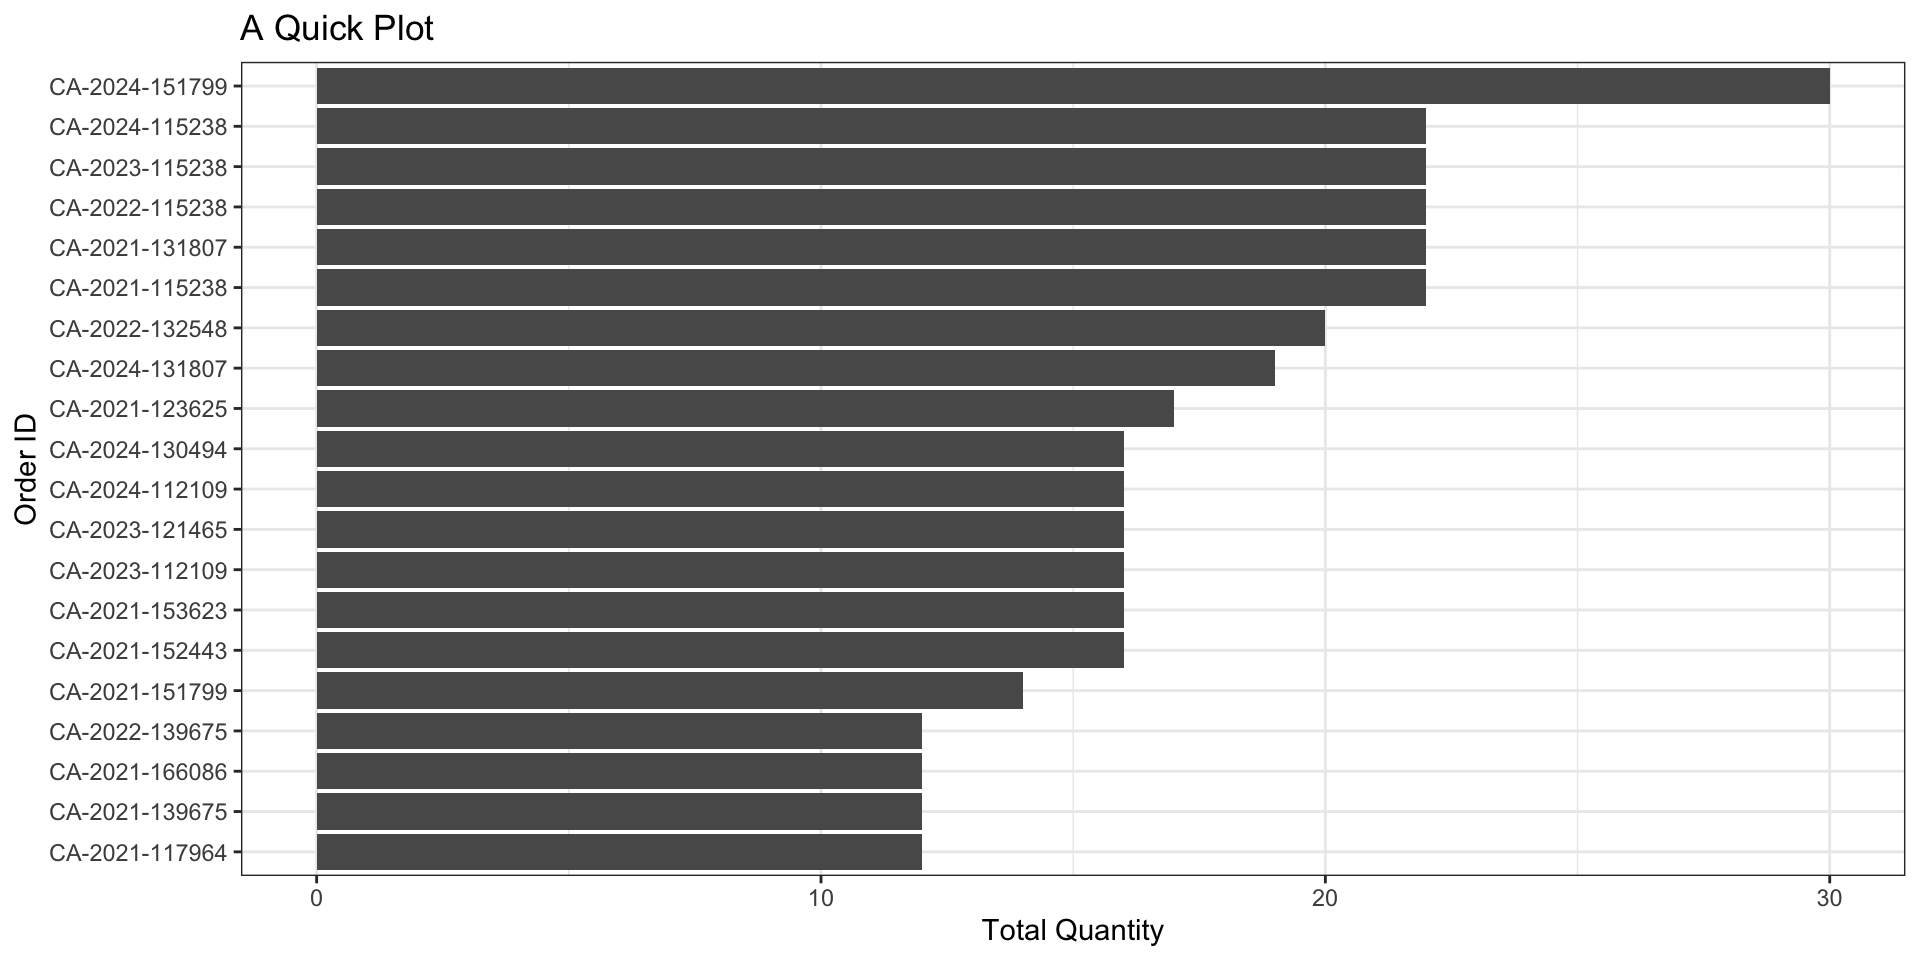 A Quick Plot
Order ID
CA-2024-151799
CA-2024-115238
CA-2023-115238
CA-2022-115238
CA-2021-131807
CA-2021-115238
CA-2022-132548
CA-2024-131807
CA-2021-123625
CA-2024-130494
CA-2024-112109
CA-2023-121465
CA-2023-112109
CA-2021-153623
CA-2021-152443
CA-2021-151799
CA-2022-139675
CA-2021-166086
CA-2021-139675
CA-2021-117964
0 10 20 30
Total Quantity